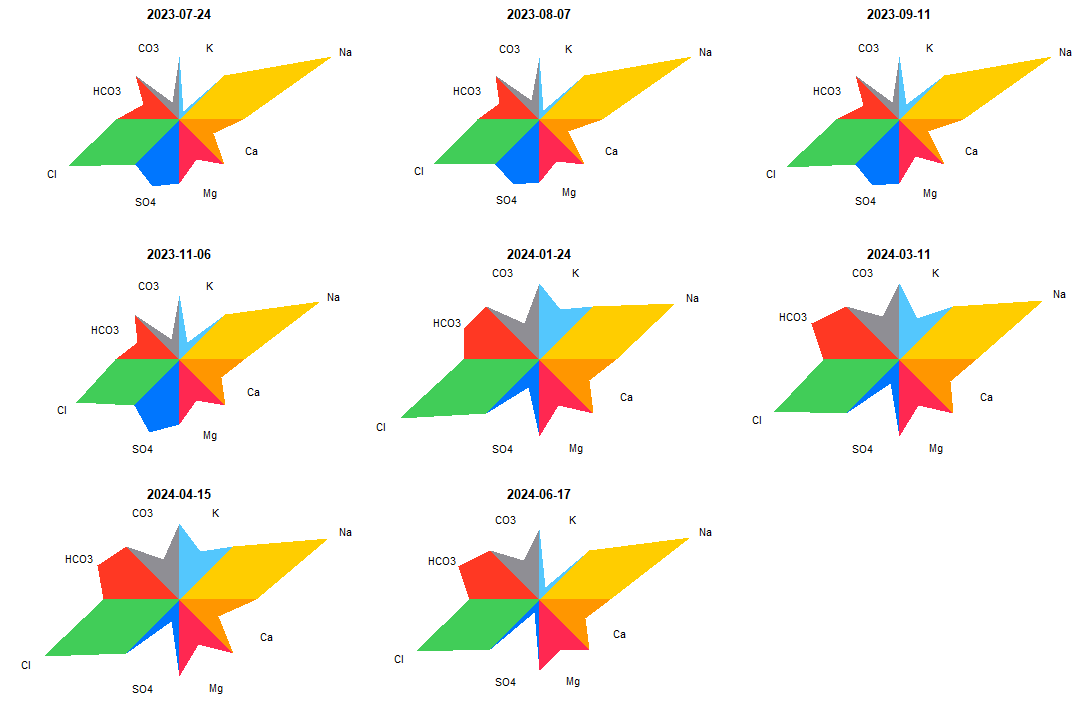 2023-07-24
CO3 K
Na
HCO3
Ca
Cl
Mg
SO4
2023-08-07
CO3 K
Na
HCO3
Ca
Cl
Mg
SO4
2023-09-11
CO3 K
Na
HCO3
Ca
Cl
Mg
SO4
2023-11-06
CO3 K
Na
HCO3
Ca
Cl
Mg
SO4
2024-01-24
CO3 K
Na
HCO3
Ca
Cl
SO4 Mg
2024-03-11
CO3 K
Na
HCO3
Ca
Cl
SO4 Mg
2024-04-15
CO3 K
Na
HCO3
Ca
Cl
SO4 Mg
2024-06-17
CO3 K
Na
HCO3
Ca
Cl
SO4 Mg